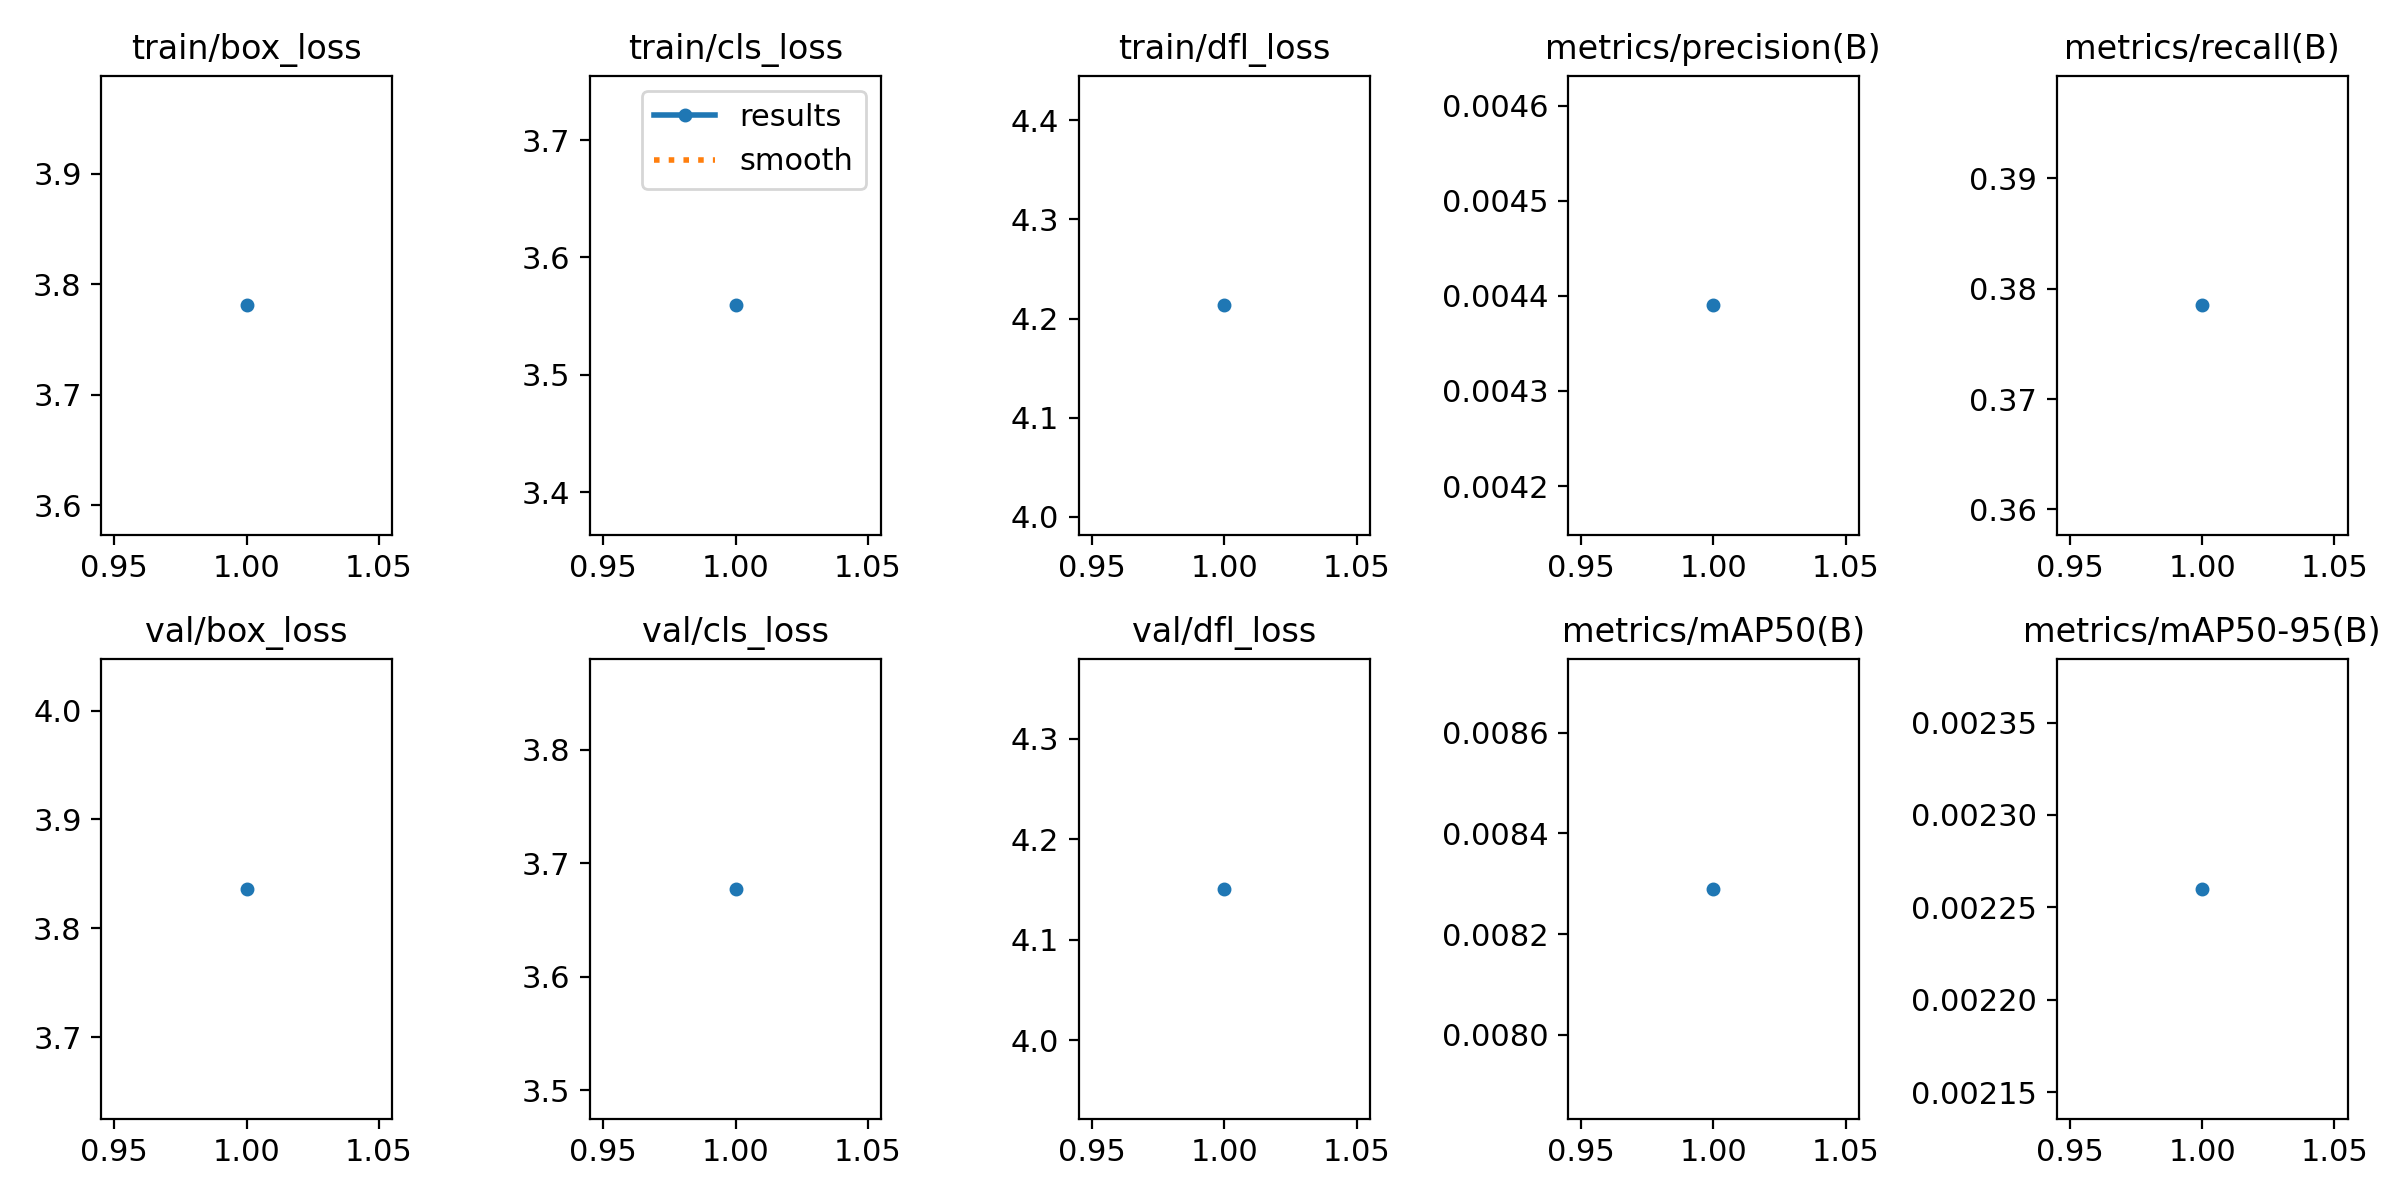 train/box_loss
3.9
3.8
3.7
3.6
0.95 1.00 1.05
train/cls_loss
results
smooth
3.7
3.6
3.5
3.4
0.95 1.00 1.05
train/dfl_loss
4.4
4.3
4.2
4.1
4.0
0.95 1.00 1.05
metrics/precision(B)
0.0046
0.0045
0.0044
0.0043
0.0042
0.95 1.00 1.05
metrics/recall(B)
0.39
0.38
0.37
0.36
0.95 1.00 1.05
val/box_loss
4.0
3.9
3.8
3.7
0.95 1.00 1.05
val/cls_loss
3.8
3.7
3.6
3.5
0.95 1.00 1.05
val/dfl_loss
4.3
4.2
4.1
4.0
0.95 1.00 1.05
metrics/mAP50(B)
0.0086
0.0084
0.0082
0.0080
0.95 1.00 1.05
metrics/mAP50-95(B)
0.00235
0.00230
0.00225
0.00220
0.00215
0.95 1.00 1.05